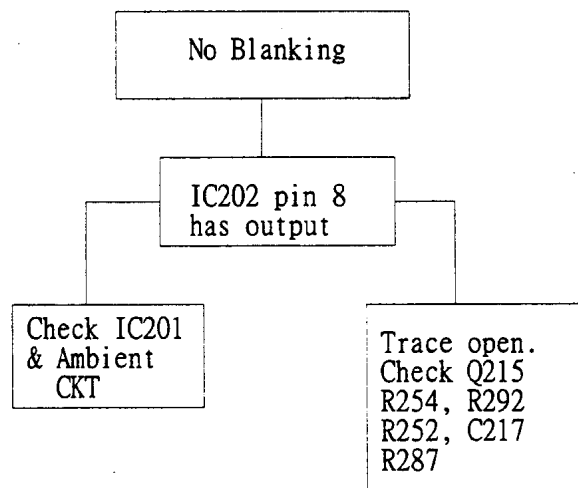 No Blanking
IC202 pin 8
has output
Check IC201
& Ambient
CKT
Trace open.
Check Q215
R254, R292
R252, C217
R287